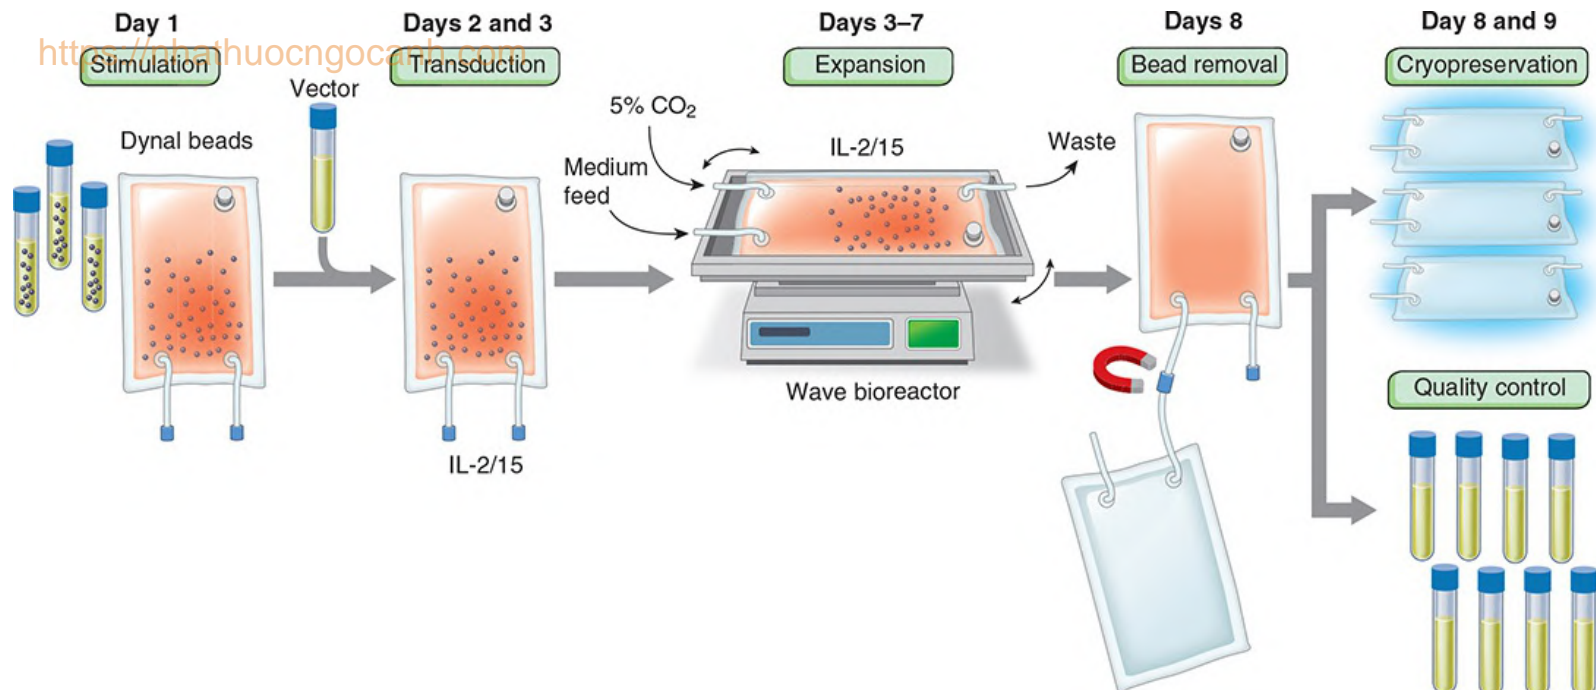 Day 1
Stimulation
https://nhathuocngocanh.com
Dynal beads
Vector
Days 2 and 3
Transduction
IL-2/15
Days 3–7
Expansion
5% CO2
Medium
feed
IL-2/15
Waste
Wave bioreactor
Days 8
Bead removal
Day 8 and 9
Cryopreservation
Quality control